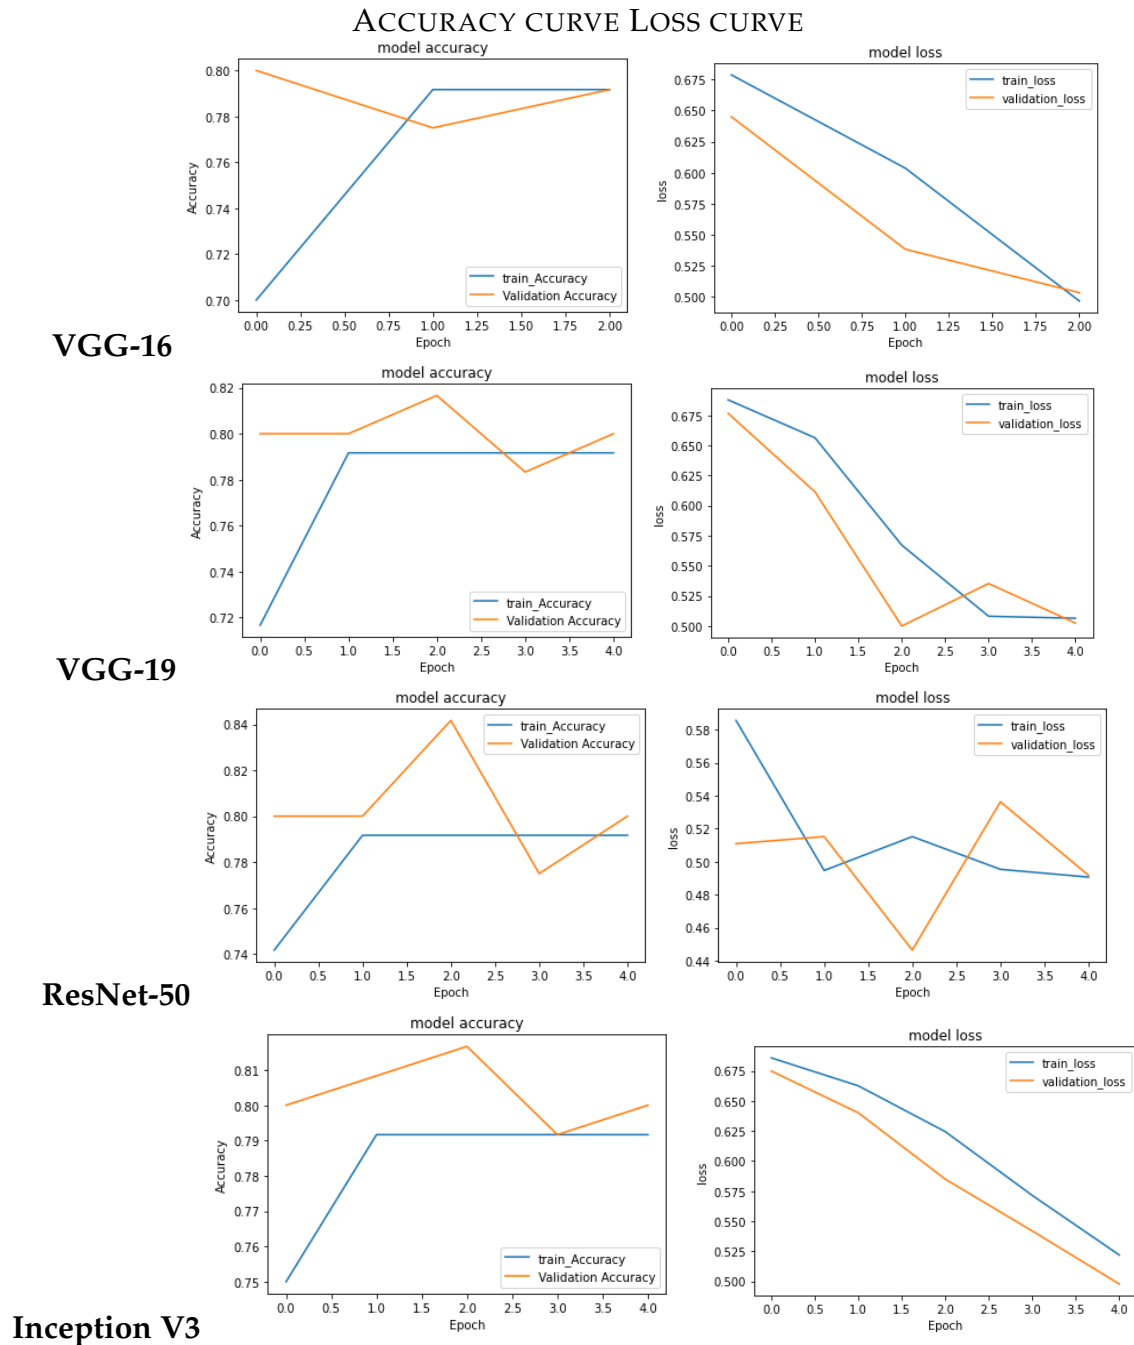 ACCURACY CURVE LOSS CURVE
model accuracy
0.80
0.78
0.76
0.74
0.72
0.70
Accuracy
train_Accuracy
Validation Accuracy
0.00 0.25 0.50 0.75 1.00 1.25 1.50 1.75 2.00
Epoch
model loss
0.675
0.650
0.625
0.600
0.575
0.550
0.525
0.500
loss
train_loss
validation_loss
0.00 0.25 0.50 0.75 1.00 1.25 1.50 1.75 2.00
Epoch
VGG-16
model accuracy
0.82
0.80
0.78
0.76
0.74
0.72
Accuracy
train_Accuracy
Validation Accuracy
0.0 0.5 1.0 1.5 2.0 2.5 3.0 3.5 4.0
Epoch
model loss
0.675
0.650
0.625
0.600
0.575
0.550
0.525
0.500
loss
train_loss
validation_loss
0.0 0.5 1.0 1.5 2.0 2.5 3.0 3.5 4.0
Epoch
VGG-19
model accuracy
0.84
0.82
0.80
0.78
0.76
0.74
Accuracy
train_Accuracy
Validation Accuracy
0.0 0.5 1.0 1.5 2.0 2.5 3.0 3.5 4.0
Epoch
model loss
0.58
0.56
0.54
0.52
0.50
0.48
0.46
0.44
loss
train_loss
validation_loss
0.0 0.5 1.0 1.5 2.0 2.5 3.0 3.5 4.0
Epoch
ResNet-50
model accuracy
0.81
0.80
0.79
0.78
0.77
0.76
0.75
Accuracy
train_Accuracy
Validation Accuracy
0.0 0.5 1.0 1.5 2.0 2.5 3.0 3.5 4.0
Epoch
model loss
0.675
0.650
0.625
0.600
0.575
0.550
0.525
0.500
loss
train_loss
validation_loss
0.0 0.5 1.0 1.5 2.0 2.5 3.0 3.5 4.0
Epoch
Inception V3